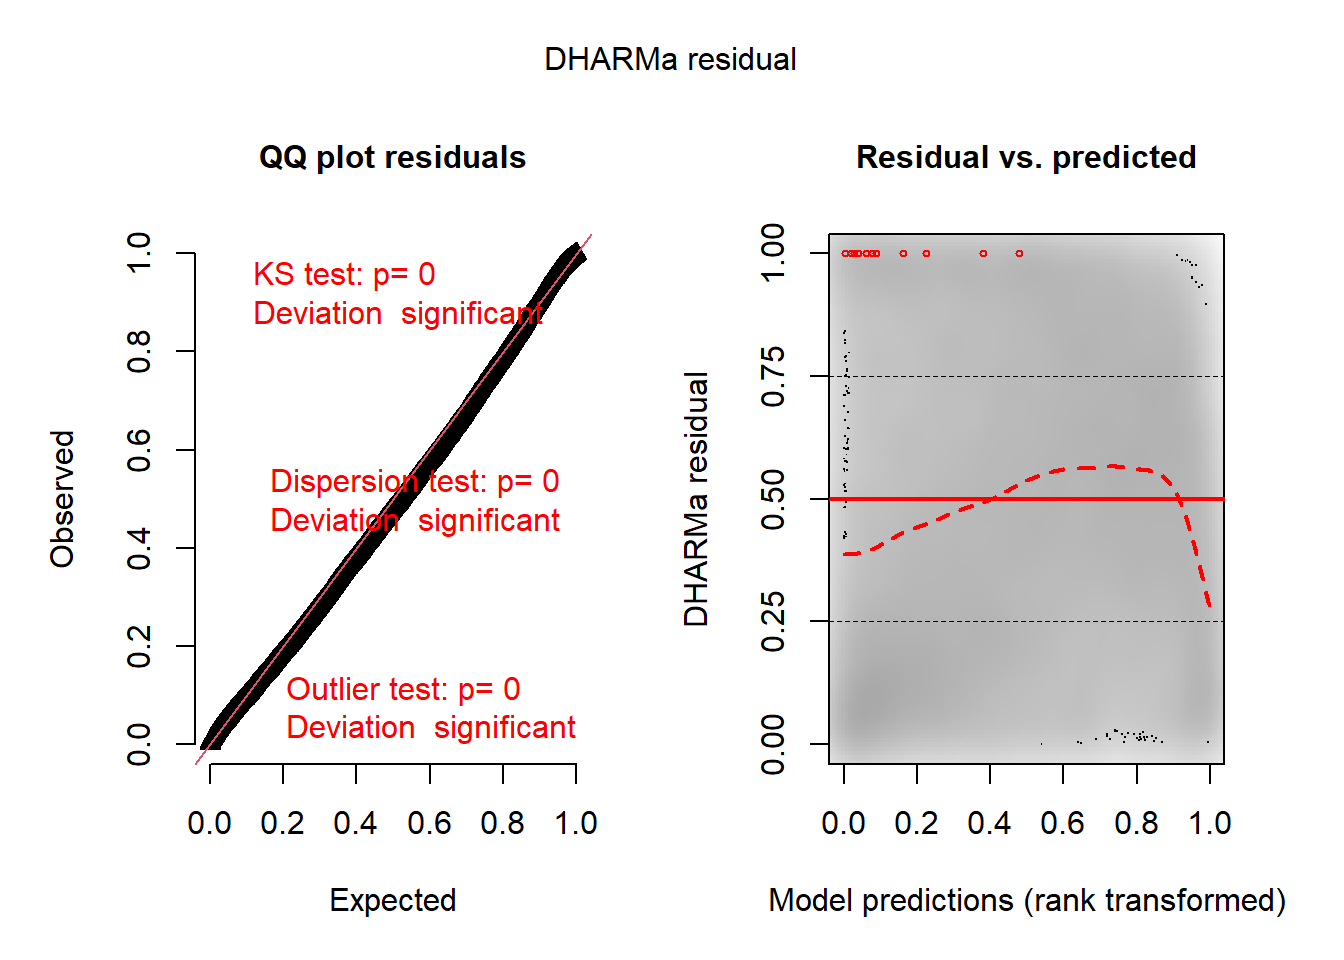 DHARMa residual
QQ plot residuals
KS test: p= 0
Deviation  significant
Dispersion test: p= 0
Deviation  significant
Outlier test: p= 0
Deviation  significant
Observed
0.0 0.2 0.4 0.6 0.8 1.0
0.0 0.2 0.4 0.6 0.8 1.0
Expected
Residual vs. predicted
DHARMa residual
0.00 0.25 0.50 0.75 1.00
0.0 0.2 0.4 0.6 0.8 1.0
Model predictions (rank transformed)